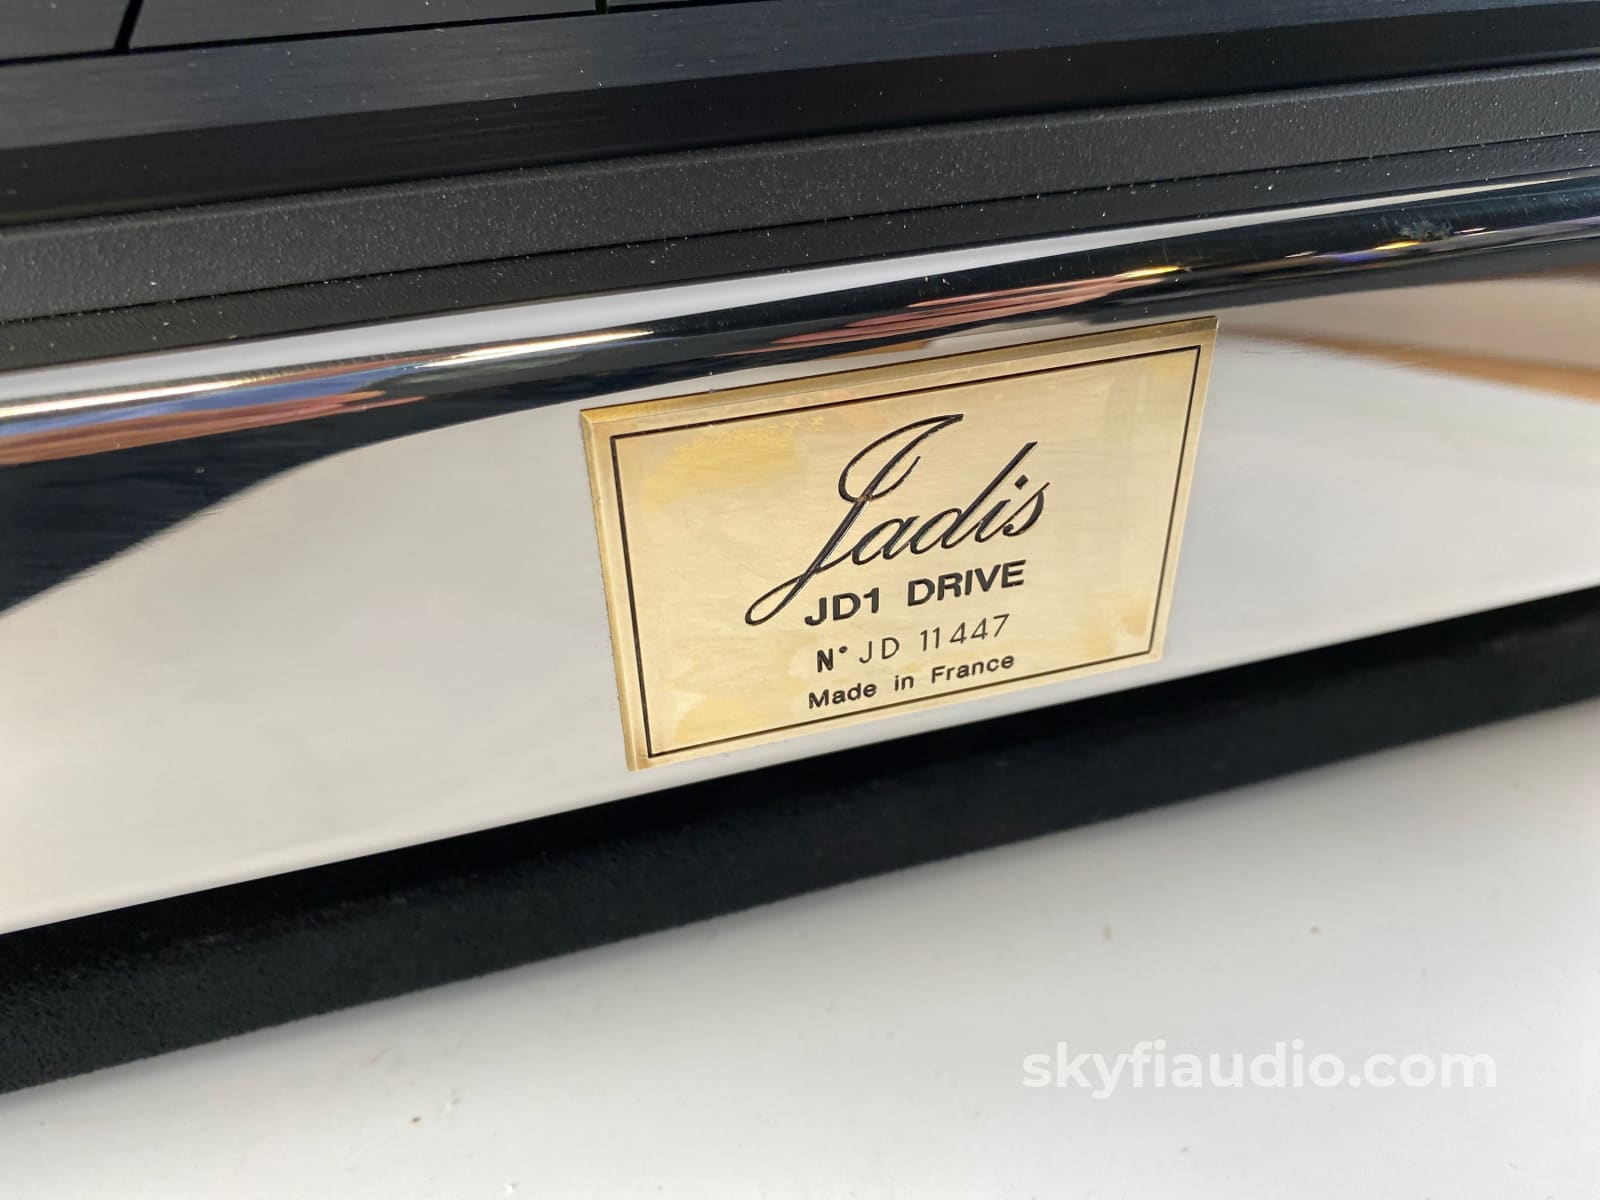 Jadis
JD1 DRIVE
N° JD 11447
Made in France
skyfiaudio.com